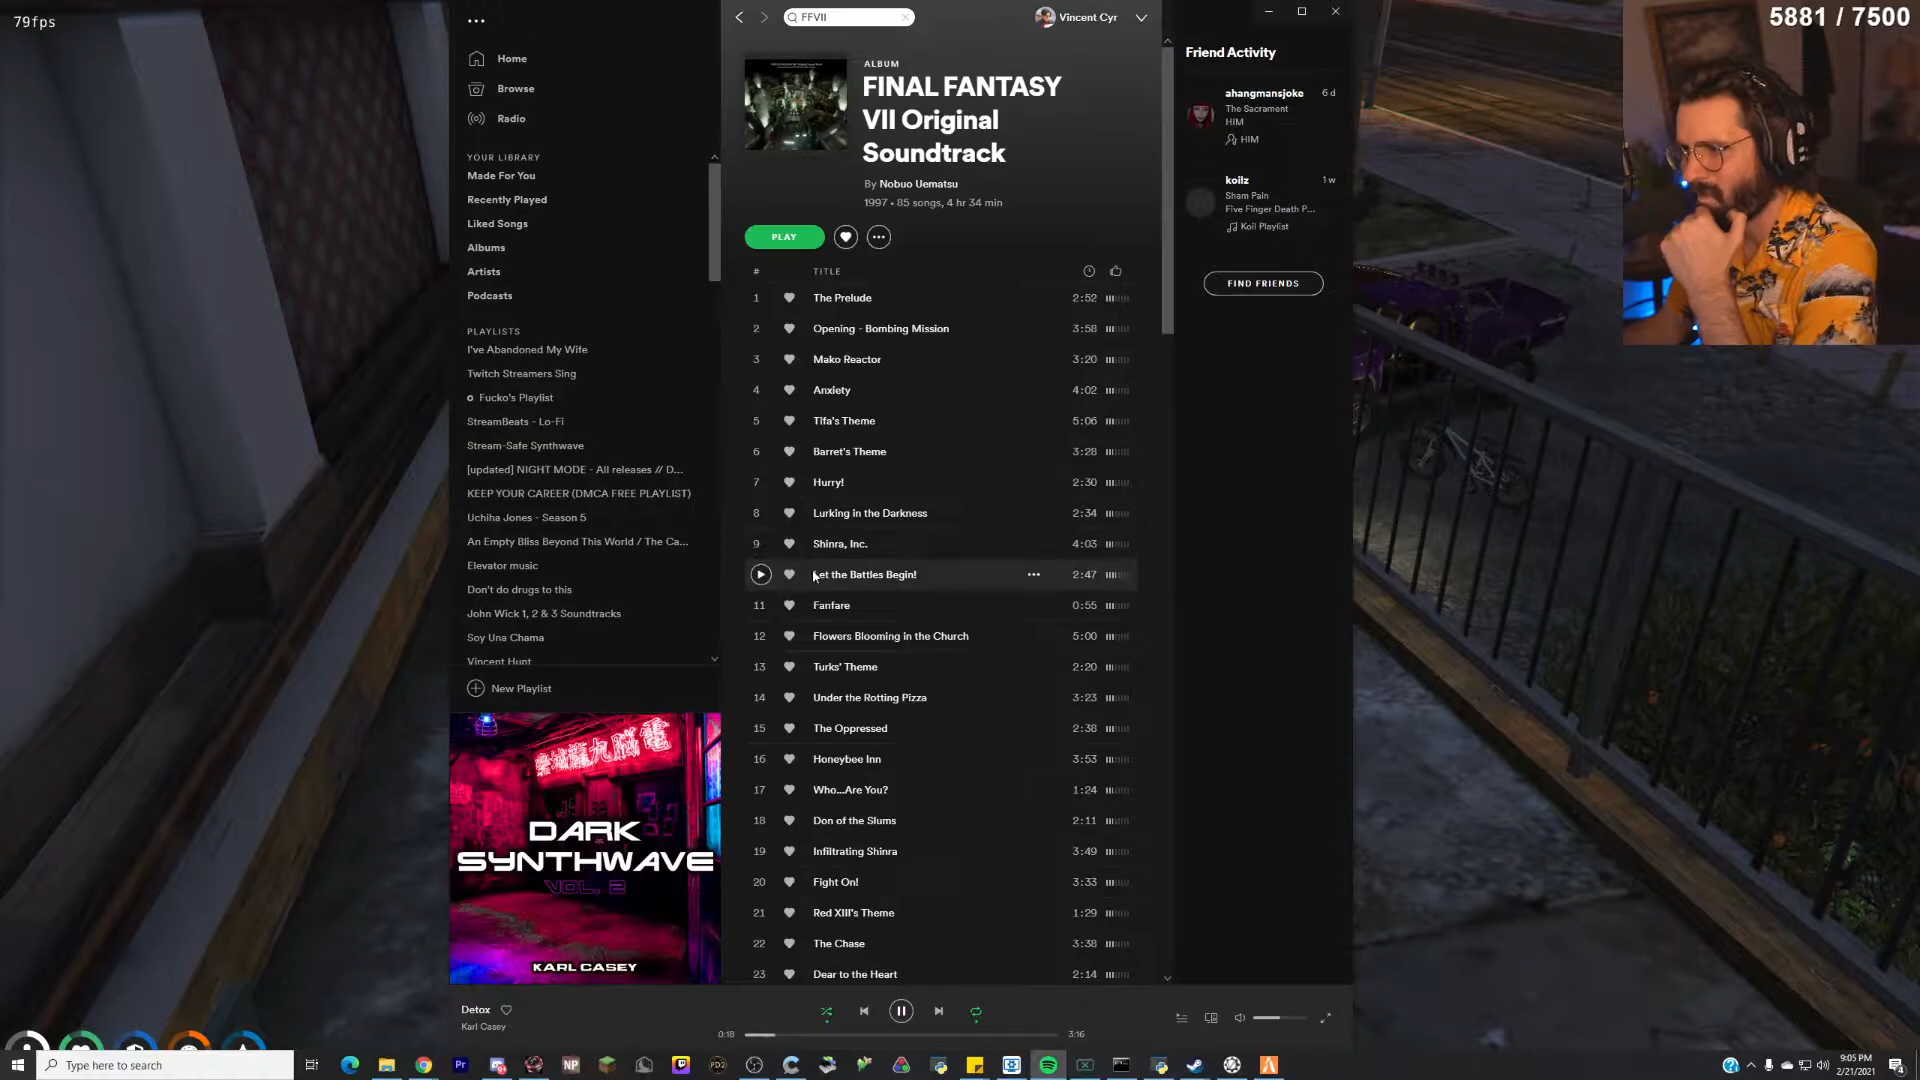 79fps
5881 / 7500
FFVII
Vincent Cyr
Home
Browse
Radio
YOUR LIBRARY
Made For You
Recently Played
Liked Songs
Albums
Artists
Podcasts
PLAYLISTS
I've Abandoned My Wife
Twitch Streamers Sing
Fucko's Playlist
StreamBeats - Lo-Fi
Stream-Safe Synthwave
[updated] NIGHT MODE - All releases // D...
KEEP YOUR CAREER (DMCA FREE PLAYLIST)
Uchiha Jones - Season 5
An Empty Bliss Beyond This World / The Ca...
Elevator music
Don't do drugs to this
John Wick 1, 2 & 3 Soundtracks
Soy Una Chama
Vincent Hunt
New Playlist
DARK
SYNTHWAVE
VOL. 2
KARL CASEY
ALBUM
FINAL FANTASY
VII Original
Soundtrack
By Nobuo Uematsu
1997 • 85 songs, 4 hr 34 min
PLAY
# TITLE
1 The Prelude 2:52
2 Opening - Bombing Mission 3:58
3 Mako Reactor 3:20
4 Anxiety 4:02
5 Tifa's Theme 5:06
6 Barret's Theme 3:28
7 Hurry! 2:30
8 Lurking in the Darkness 2:34
9 Shinra, Inc. 4:03
Let the Battles Begin! 2:47
11 Fanfare 0:55
12 Flowers Blooming in the Church 5:00
13 Turks' Theme 2:20
14 Under the Rotting Pizza 3:23
15 The Oppressed 2:38
16 Honeybee Inn 3:53
17 Who...Are You? 1:24
18 Don of the Slums 2:11
19 Infiltrating Shinra 3:49
20 Fight On! 3:33
21 Red XIII's Theme 1:29
22 The Chase 3:38
23 Dear to the Heart 2:14
Friend Activity
ahangmansjoke 6 d
The Sacrament
HIM
HIM
koilz 1 w
Sham Pain
Five Finger Death P...
Koil Playlist
FIND FRIENDS
Detox
Karl Casey
0:18
3:16
Type here to search
Pr
NP
PD2
9:05 PM
2/21/2021